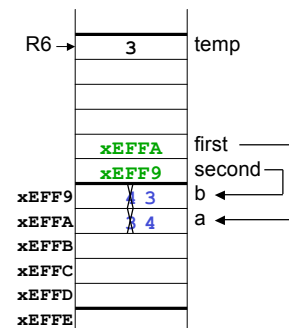 R6 3 temp
xEFFA first
xEFF9 second
xEFF9 4 3 b
xEFFA 3 4 a
xEFFB
xEFFC
xEFFD
xEFFE